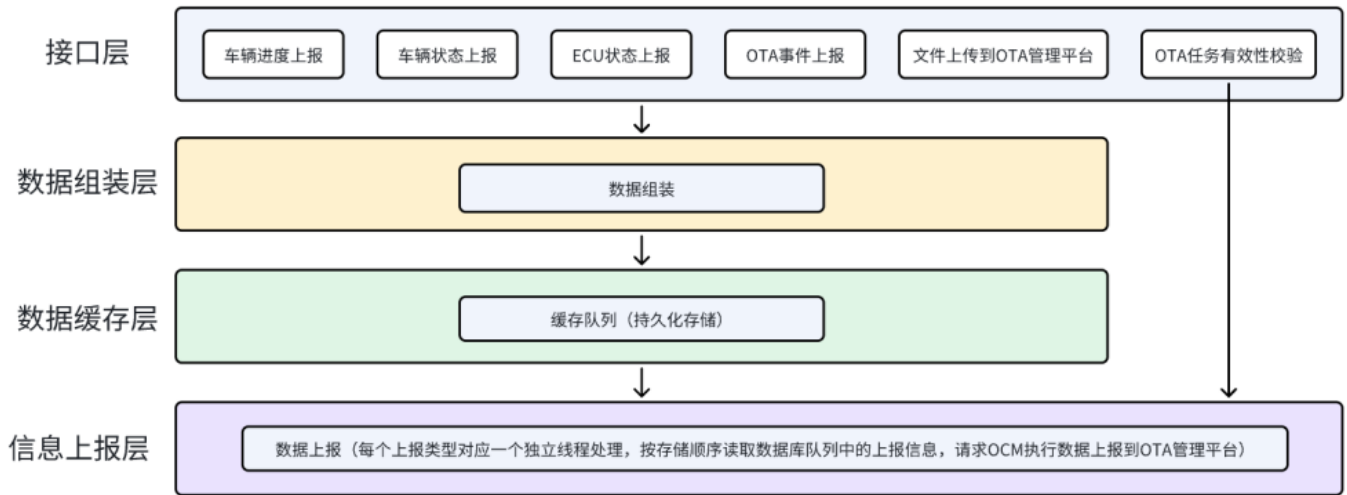 接口层
车辆进度上报
车辆状态上报
ECU状态上报
OTA事件上报
文件上传到OTA管理平台
OTA任务有效性校验
数据组装层
数据组装
数据缓存层
缓存队列（持久化存储）
信息上报层
数据上报（每个上报类型对应一个独立线程处理，按存储顺序读取数据库队列中的上报信息，请求OCM执行数据上报到OTA管理平台）